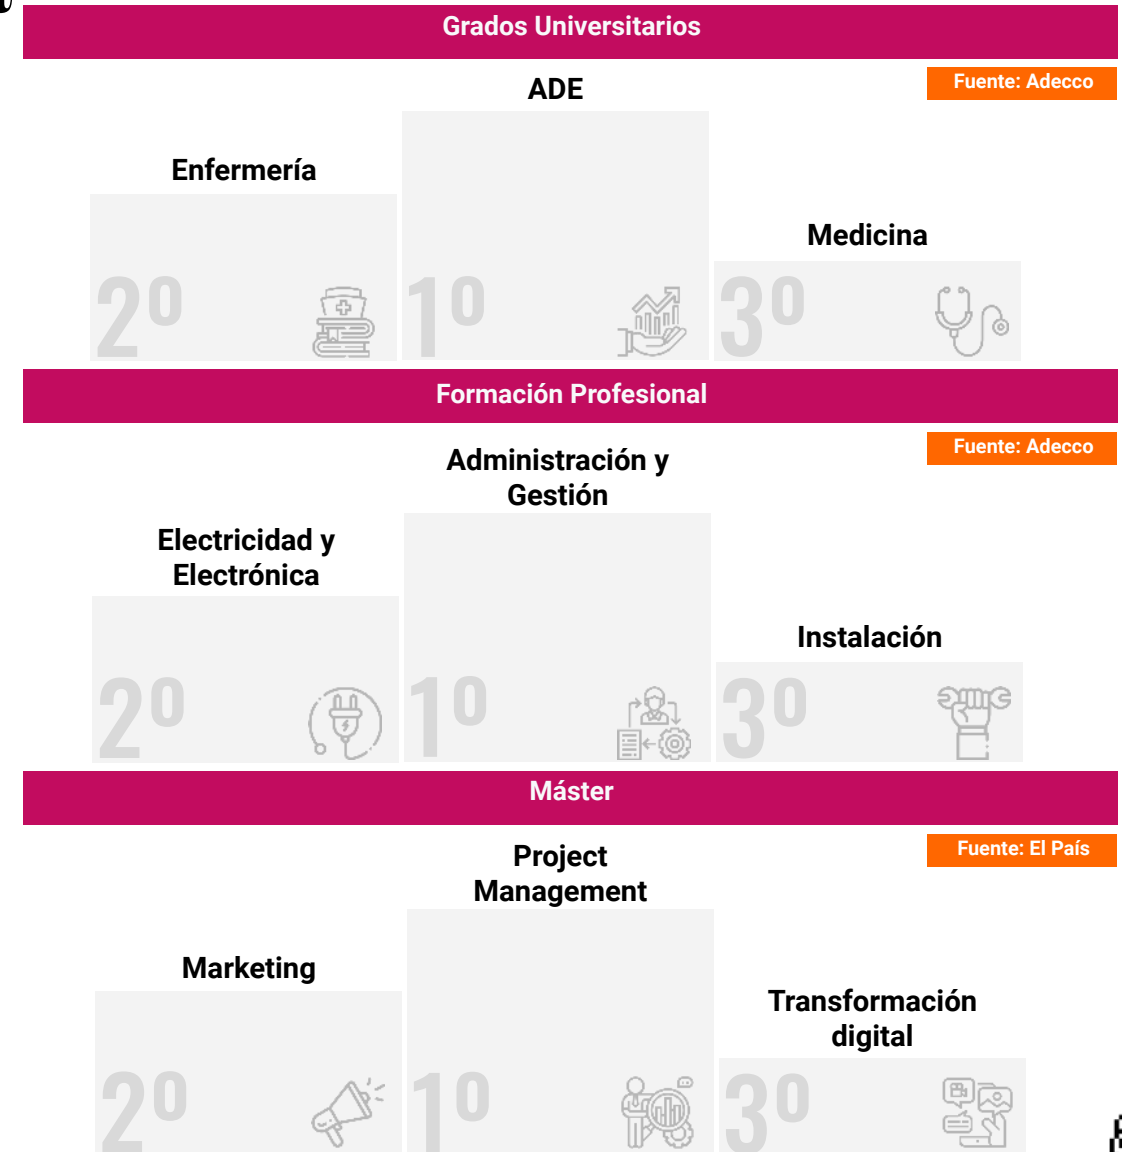 Grados Universitarios
Fuente: Adecco
ADE
Enfermería
Medicina
2º
1º
3º
Formación Profesional
Fuente: Adecco
Administración y
Gestión
Electricidad y
Electrónica
Instalación
2º
1º
3º
Máster
Fuente: El País
Project
Management
Marketing
Transformación
digital
2º
1º
3º